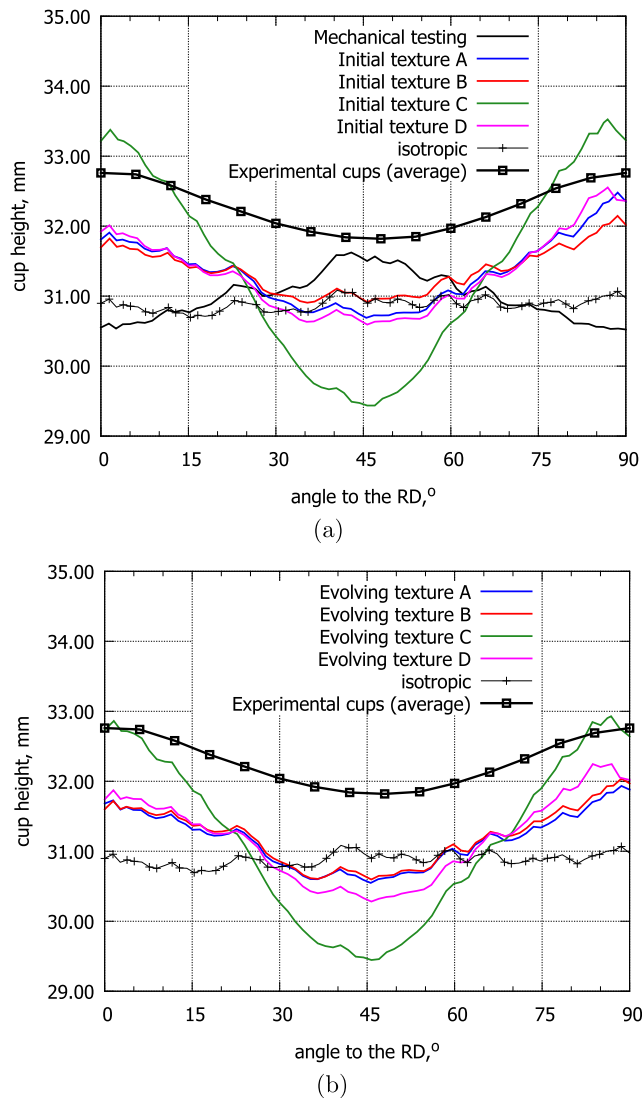 35.00
34.00
33.00
32.00
31.00
30.00
29.00
cup height, mm
Mechanical testing
Initial texture A
Initial texture B
Initial texture C
Initial texture D
isotropic
Experimental cups (average)
0 15 30 45 60 75 90
angle to the RD,o
(a)
35.00
34.00
33.00
32.00
31.00
30.00
29.00
cup height, mm
Evolving texture A
Evolving texture B
Evolving texture C
Evolving texture D
isotropic
Experimental cups (average)
0 15 30 45 60 75 90
angle to the RD,o
(b)